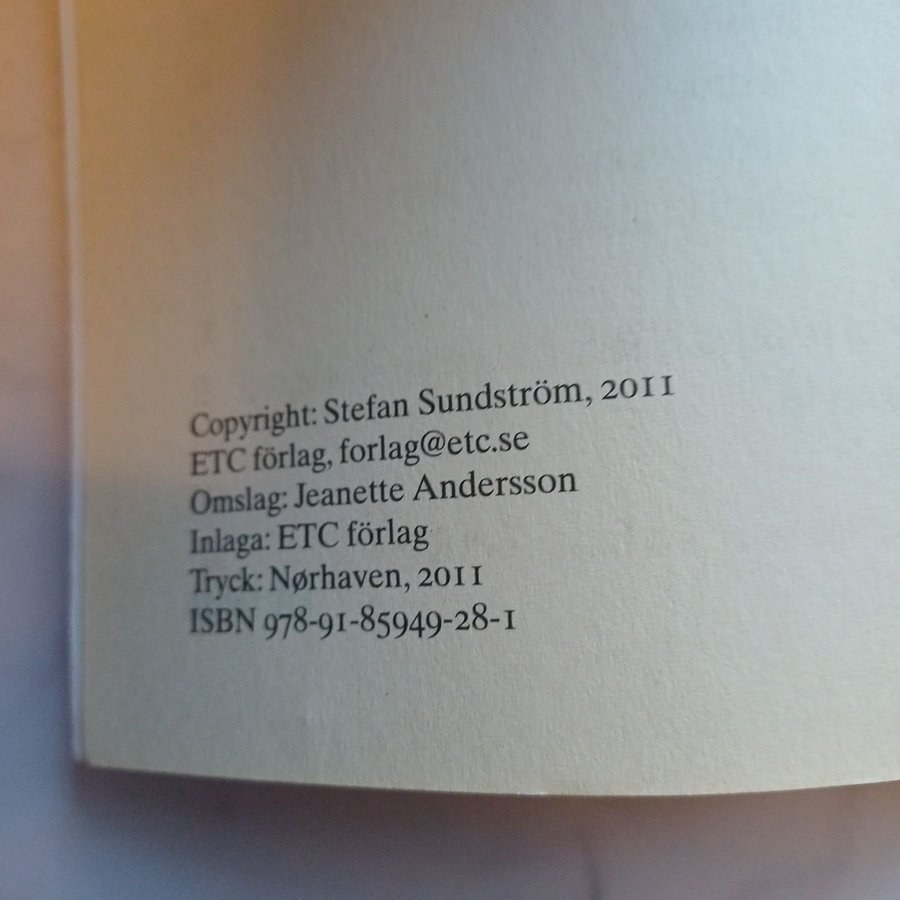 Copyright: Stefan Sundström, 2011
ETC förlag, forlag@etc.se
Omslag: Jeanette Andersson
Inlaga: ETC förlag
Tryck: Nørhaven, 2011
ISBN 978-91-85949-28-1